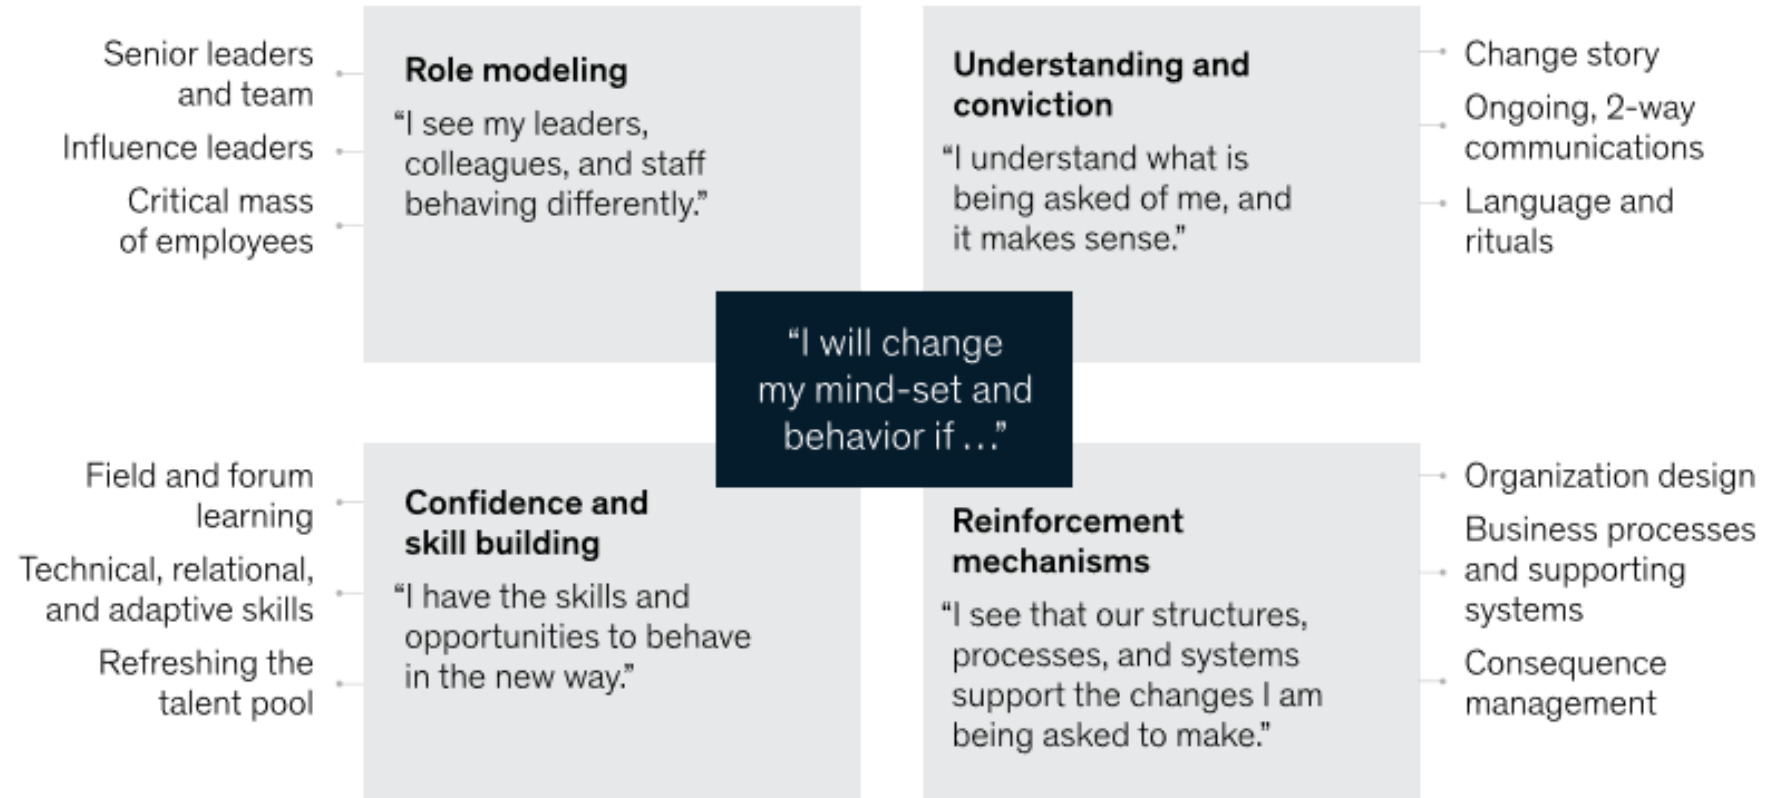 Senior leaders
and team
Influence leaders
Critical mass
of employees
Role modeling
“I see my leaders,
colleagues, and staff
behaving differently.”
Understanding and
conviction
“I understand what is
being asked of me, and
it makes sense.”
Change story
Ongoing, 2-way
communications
Language and
rituals
“I will change
my mind-set and
behavior if …”
Field and forum
learning
Technical, relational,
and adaptive skills
Refreshing the
talent pool
Confidence and
skill building
“I have the skills and
opportunities to behave
in the new way.”
Reinforcement
mechanisms
“I see that our structures,
processes, and systems
support the changes I am
being asked to make.”
Organization design
Business processes
and supporting
systems
Consequence
management